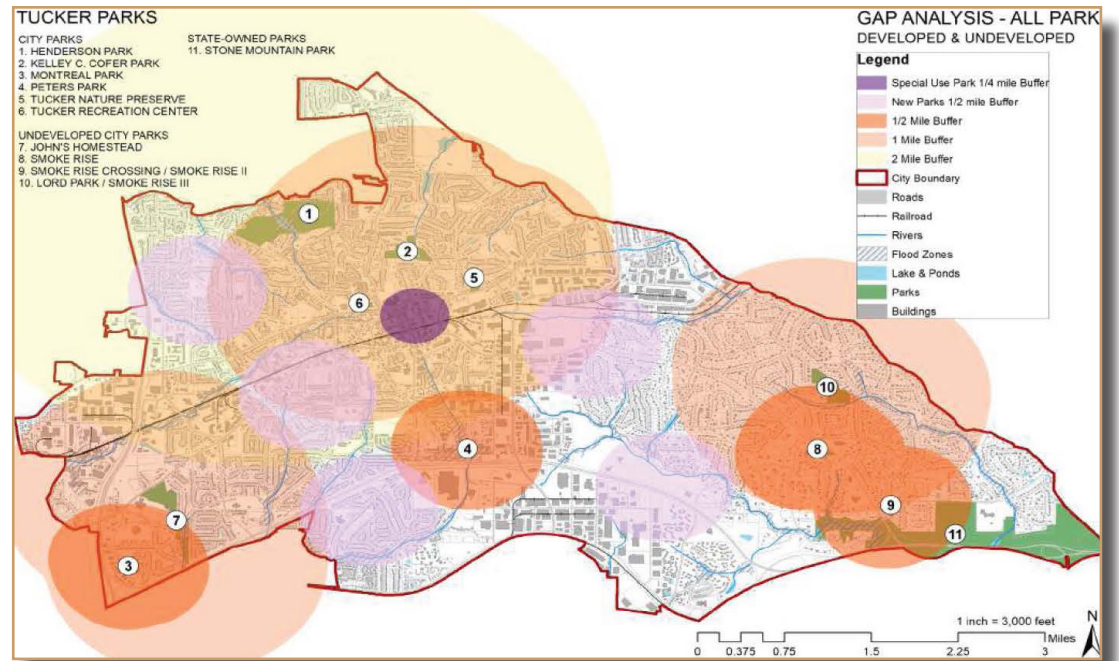 TUCKER PARKS
CITY PARKS
1. HENDERSON PARK
2. KELLEY C. COFER PARK
3. MONTREAL PARK
4. PETERS PARK
5. TUCKER NATURE PRESERVE
6. TUCKER RECREATION CENTER
UNDEVELOPED CITY PARKS
7. JOHN'S HOMESTEAD
8. SMOKE RISE
9. SMOKE RISE CROSSING / SMOKE RISE II
10. LORD PARK / SMOKE RISE III
STATE-OWNED PARKS
11. STONE MOUNTAIN PARK
GAP ANALYSIS - ALL PARK
DEVELOPED & UNDEVELOPED
Legend
Special Use Park 1/4 mile Buffer
New Parks 1/2 mile Buffer
1/2 Mile Buffer
1 Mile Buffer
2 Mile Buffer
City Boundary
Roads
Railroad
Rivers
Flood Zones
Lake & Ponds
Parks
Buildings
1
2
5
6
10
4
8
9
7
11
3
1 inch = 3,000 feet
N
Miles
0 0.375 0.75 1.5 2.25 3